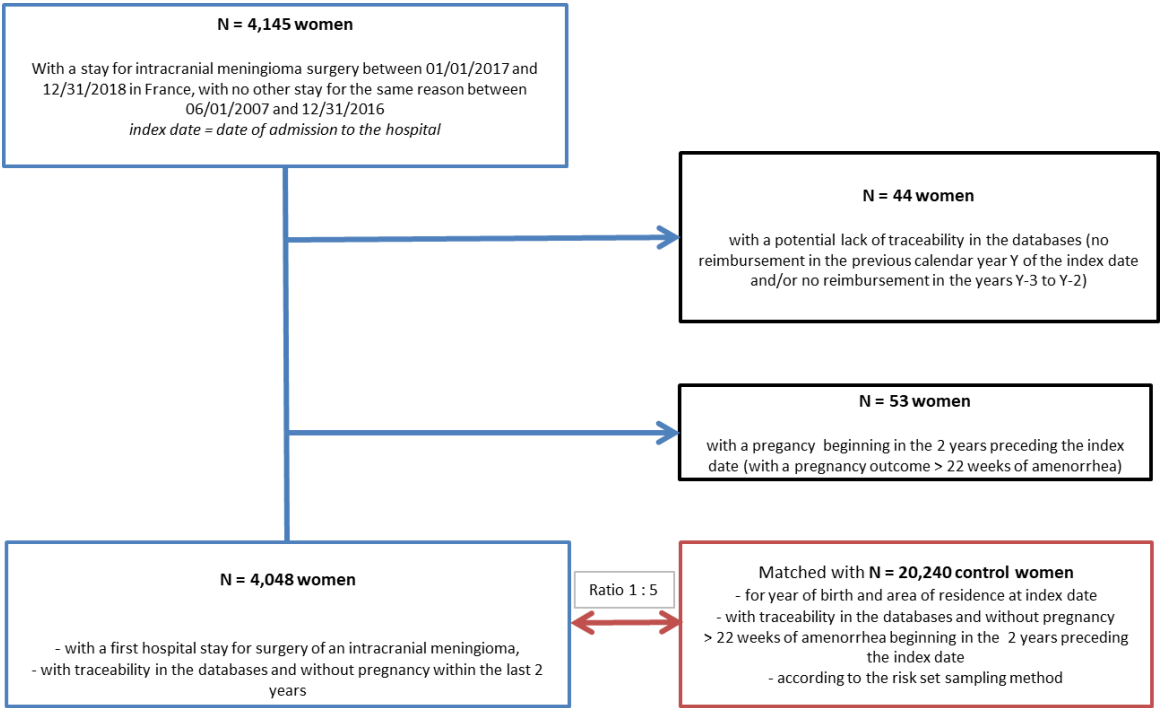 N = 4,145 women
With a stay for intracranial meningioma surgery between 01/01/2017 and
12/31/2018 in France, with no other stay for the same reason between
06/01/2007 and 12/31/2016
index date = date of admission to the hospital
N = 44 women
with a potential lack of traceability in the databases (no
reimbursement in the previous calendar year Y of the index date
and/or no reimbursement in the years Y-3 to Y-2)
N = 53 women
with a pregancy beginning in the 2 years preceding the index
date (with a pregnancy outcome > 22 weeks of amenorrhea)
N = 4,048 women
- with a first hospital stay for surgery of an intracranial meningioma,
- with traceability in the databases and without pregnancy within the last 2
years
Ratio 1 : 5
Matched with N = 20,240 control women
- for year of birth and area of residence at index date
- with traceability in the databases and without pregnancy
> 22 weeks of amenorrhea beginning in the 2 years preceding
the index date
- according to the risk set sampling method